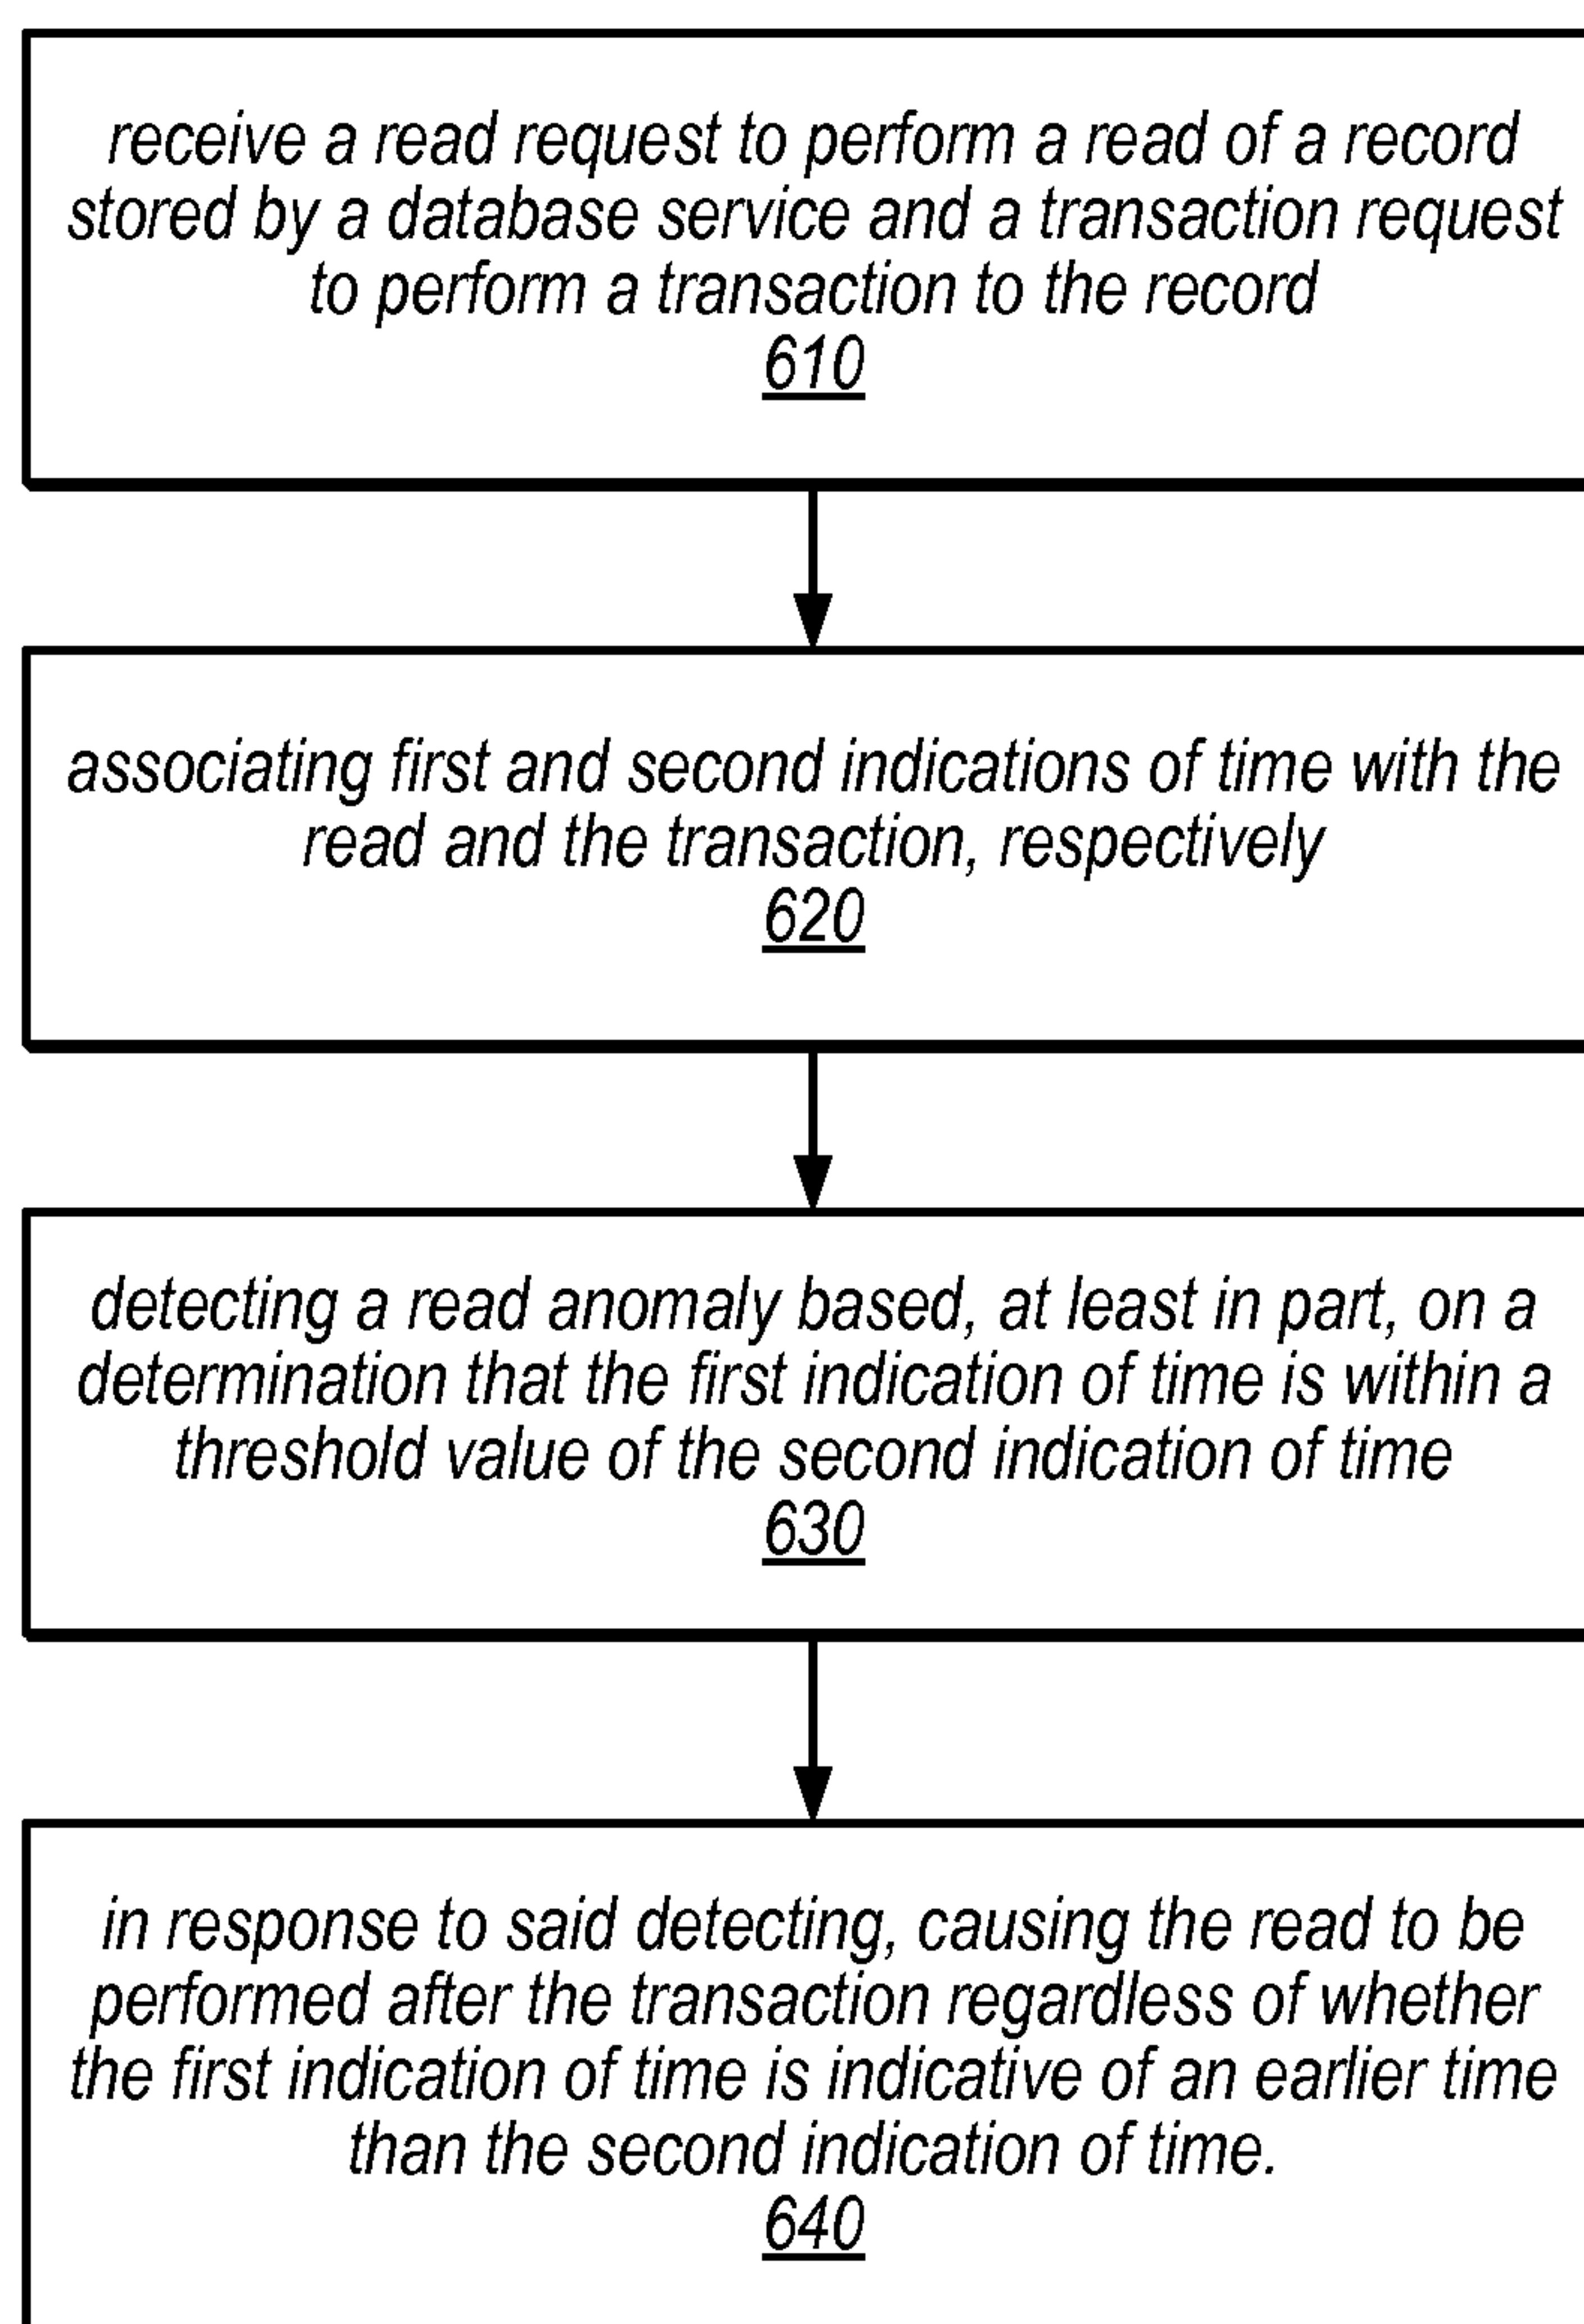 receive a read request to perform a read of a record
stored by a database service and a transaction request
to perform a transaction to the record
610
associating first and second indications of time with the
read and the transaction, respectively
620
detecting a read anomaly based, at least in part, on a
determination that the first indication of time is within a
threshold value of the second indication of time
630
in response to said detecting, causing the read to be
performed after the transaction regardless of whether
the first indication of time is indicative of an earlier time
than the second indication of time.
640